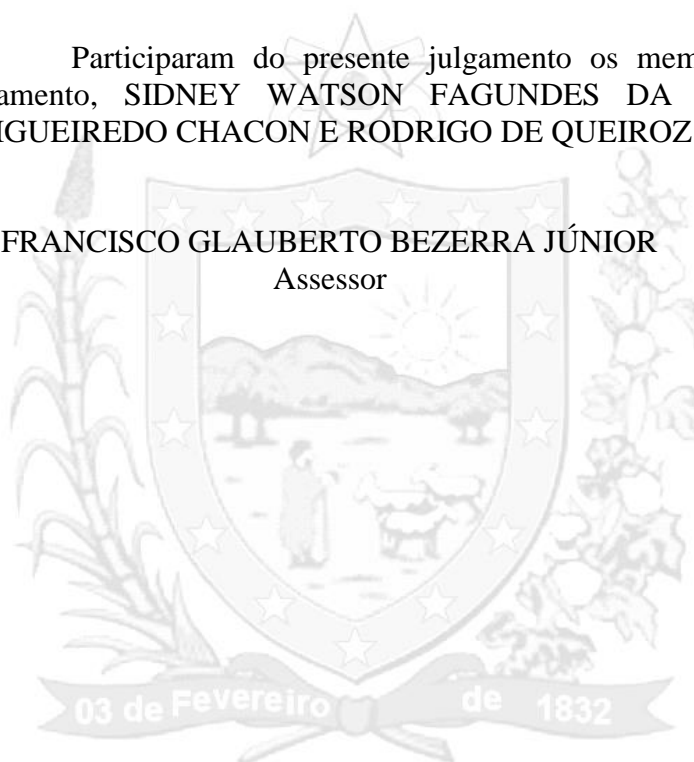 Participaram do presente julgamento os mem
amento, SIDNEY WATSON FAGUNDES DA
IGUEIREDO CHACON E RODRIGO DE QUEIROZ
FRANCISCO GLAUBERTO BEZERRA JÚNIOR
Assessor
03 de Fevereiro de 1832